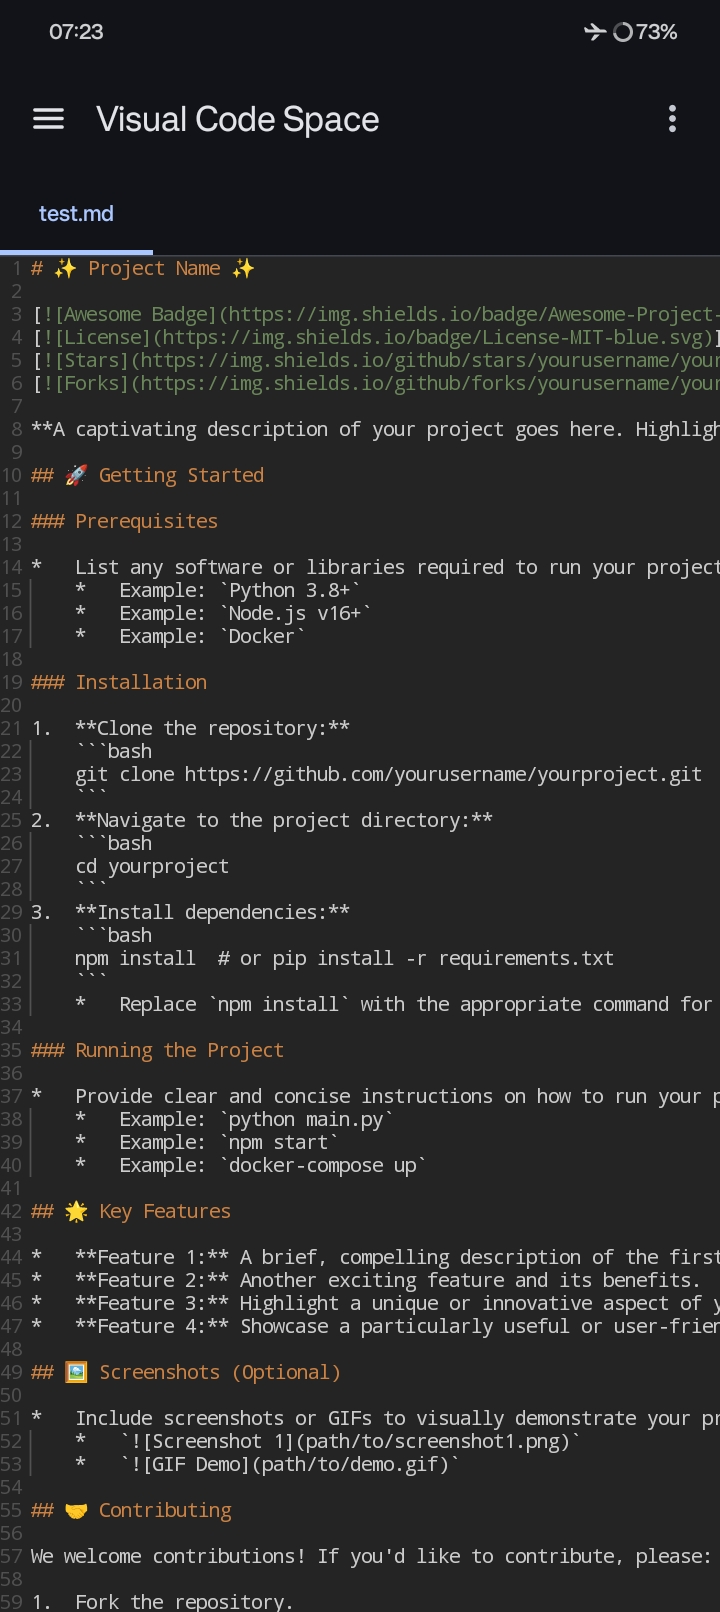 07:23
73%
Visual Code Space
test.md
1 # ✨ Project Name ✨
2
3 [![Awesome Badge](https://img.shields.io/badge/Awesome-Project-
4 [![License](https://img.shields.io/badge/License-MIT-blue.svg)]
5 [![Stars](https://img.shields.io/github/stars/yourusername/your
6 [![Forks](https://img.shields.io/github/forks/yourusername/your
7
8 **A captivating description of your project goes here. Highligh
9
10 ## 🚀 Getting Started
11
12 ### Prerequisites
13
14 *   List any software or libraries required to run your project
15     *   Example: `Python 3.8+`
16     *   Example: `Node.js v16+`
17     *   Example: `Docker`
18
19 ### Installation
20
21 1.  **Clone the repository:**
22     ```bash
23     git clone https://github.com/yourusername/yourproject.git
24     ```
25 2.  **Navigate to the project directory:**
26     ```bash
27     cd yourproject
28     ```
29 3.  **Install dependencies:**
30     ```bash
31     npm install  # or pip install -r requirements.txt
32     ```
33     *   Replace `npm install` with the appropriate command for
34
35 ### Running the Project
36
37 *   Provide clear and concise instructions on how to run your p
38     *   Example: `python main.py`
39     *   Example: `npm start`
40     *   Example: `docker-compose up`
41
42 ## 🌟 Key Features
43
44 *   **Feature 1:** A brief, compelling description of the first
45 *   **Feature 2:** Another exciting feature and its benefits.
46 *   **Feature 3:** Highlight a unique or innovative aspect of y
47 *   **Feature 4:** Showcase a particularly useful or user-frien
48
49 ## 🖼️ Screenshots (Optional)
50
51 *   Include screenshots or GIFs to visually demonstrate your pr
52     *   `![Screenshot 1](path/to/screenshot1.png)`
53     *   `![GIF Demo](path/to/demo.gif)`
54
55 ## 🤝 Contributing
56
57 We welcome contributions! If you'd like to contribute, please:
58
59 1.  Fork the repository.